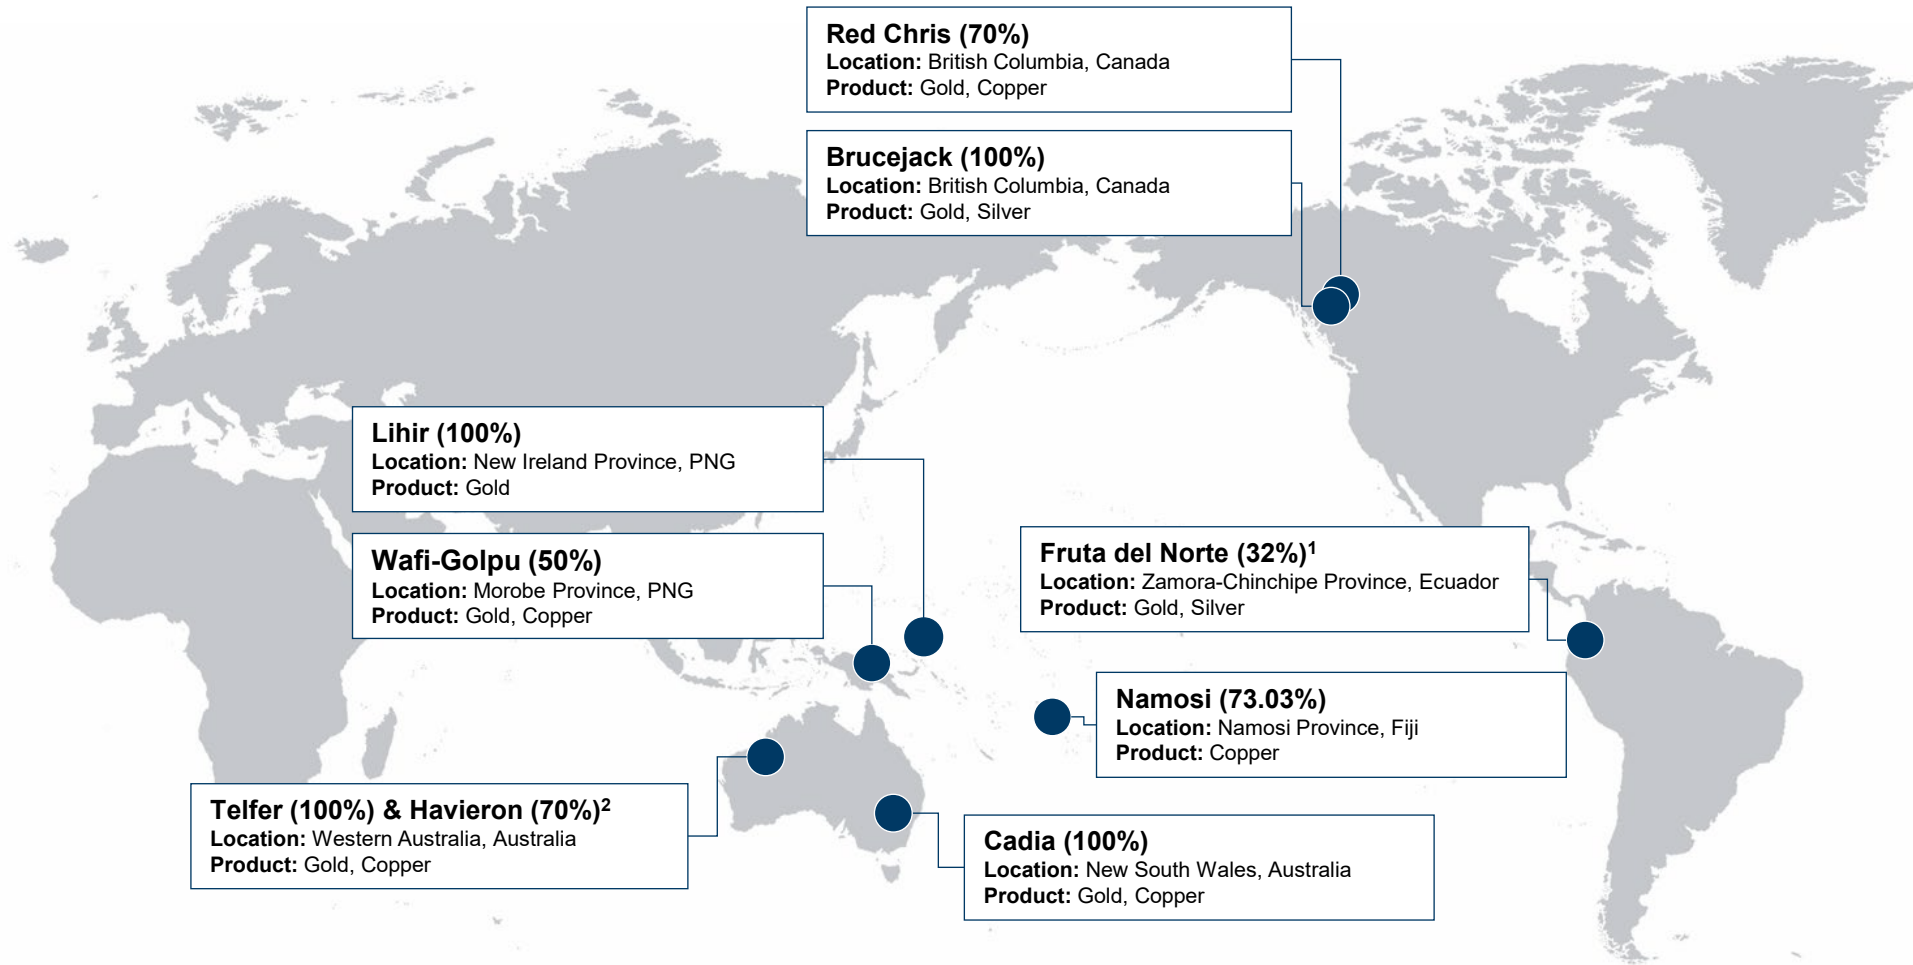 Red Chris (70%)
Location: British Columbia, Canada
Product: Gold, Copper
Brucejack (100%)
Location: British Columbia, Canada
Product: Gold, Silver
Lihir (100%)
Location: New Ireland Province, PNG
Product: Gold
Wafi-Golpu (50%)
Location: Morobe Province, PNG
Product: Gold, Copper
Fruta del Norte (32%)¹
Location: Zamora-Chinchipe Province, Ecuador
Product: Gold, Silver
Namosi (73.03%)
Location: Namosi Province, Fiji
Product: Copper
Telfer (100%) & Havieron (70%)²
Location: Western Australia, Australia
Product: Gold, Copper
Cadia (100%)
Location: New South Wales, Australia
Product: Gold, Copper